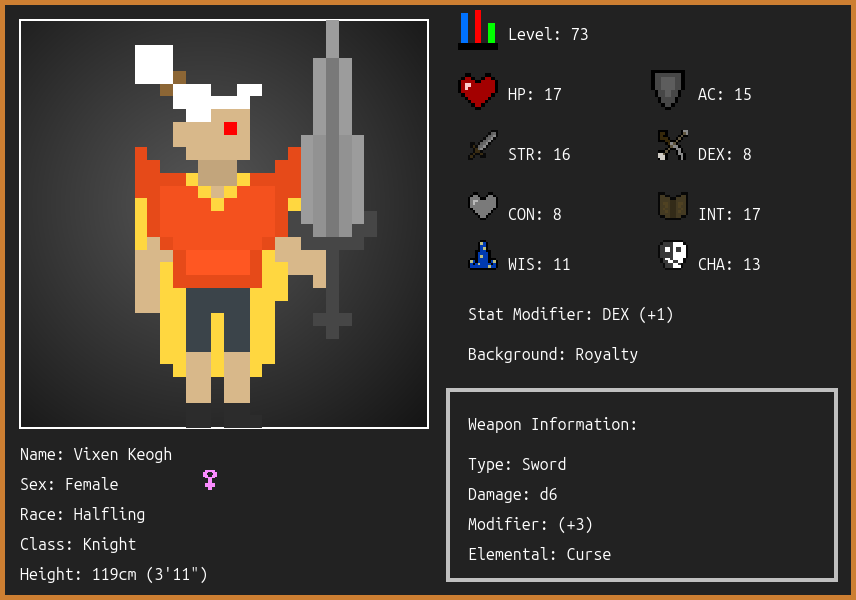 Level: 73
HP: 17
AC: 15
STR: 16
DEX: 8
CON: 8
INT: 17
WIS: 11
CHA: 13
Stat Modifier: DEX (+1)
Background: Royalty
Weapon Information:
Type: Sword
Damage: d6
Modifier: (+3)
Elemental: Curse
Name: Vixen Keogh
Sex: Female
Race: Halfling
Class: Knight
Height: 119cm (3'11")